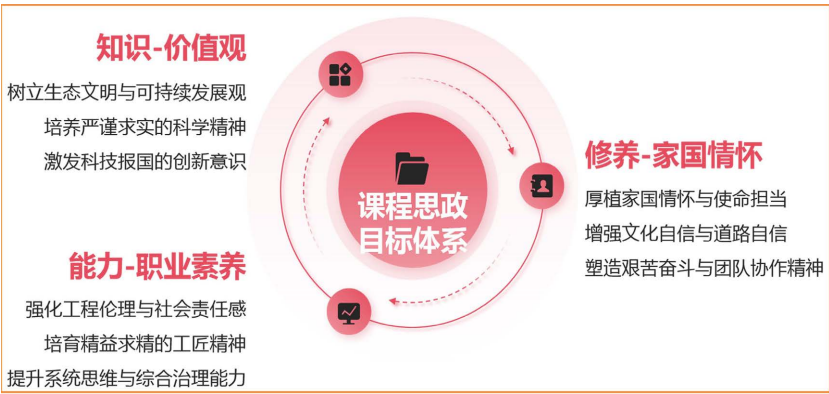 知识-价值观
树立生态文明与可持续发展观
培养严谨求实的科学精神
激发科技报国的创新意识
课程思政
目标体系
修养-家国情怀
厚植家国情怀与使命担当
增强文化自信与道路自信
塑造艰苦奋斗与团队协作精神
能力-职业素养
强化工程伦理与社会责任感
培育精益求精的工匠精神
提升系统思维与综合治理能力